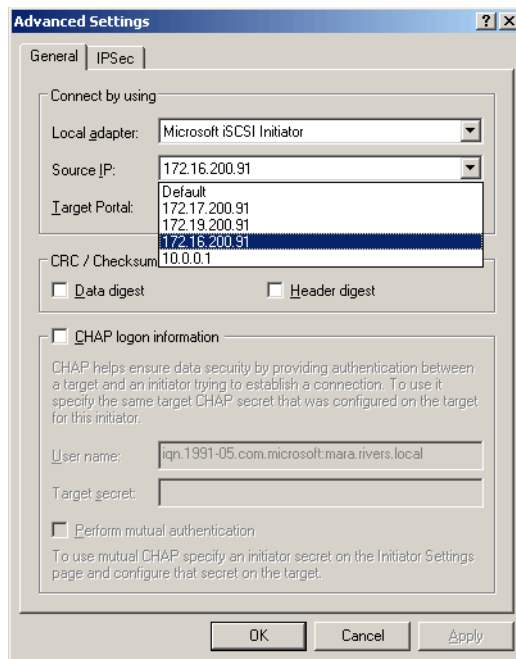 Advanced Settings
General
IPSec
Connect by using
Local adapter:
Microsoft iSCSI Initiator
Source IP:
172.16.200.91
Default
172.17.200.91
172.19.200.91
172.16.200.91
10.0.0.1
Target Portal:
CRC / Checksum
Data digest
Header digest
CHAP logon information
CHAP helps ensure data security by providing authentication between
a target and an initiator trying to establish a connection. To use it
specify the same target CHAP secret that was configured on the target
for this initiator.
User name:
iqn.1991-05.com.microsoft:mara.rivers.local
Target secret:
Perform mutual authentication
To use mutual CHAP specify an initiator secret on the Initiator Settings
page and configure that secret on the target.
OK
Cancel
Apply